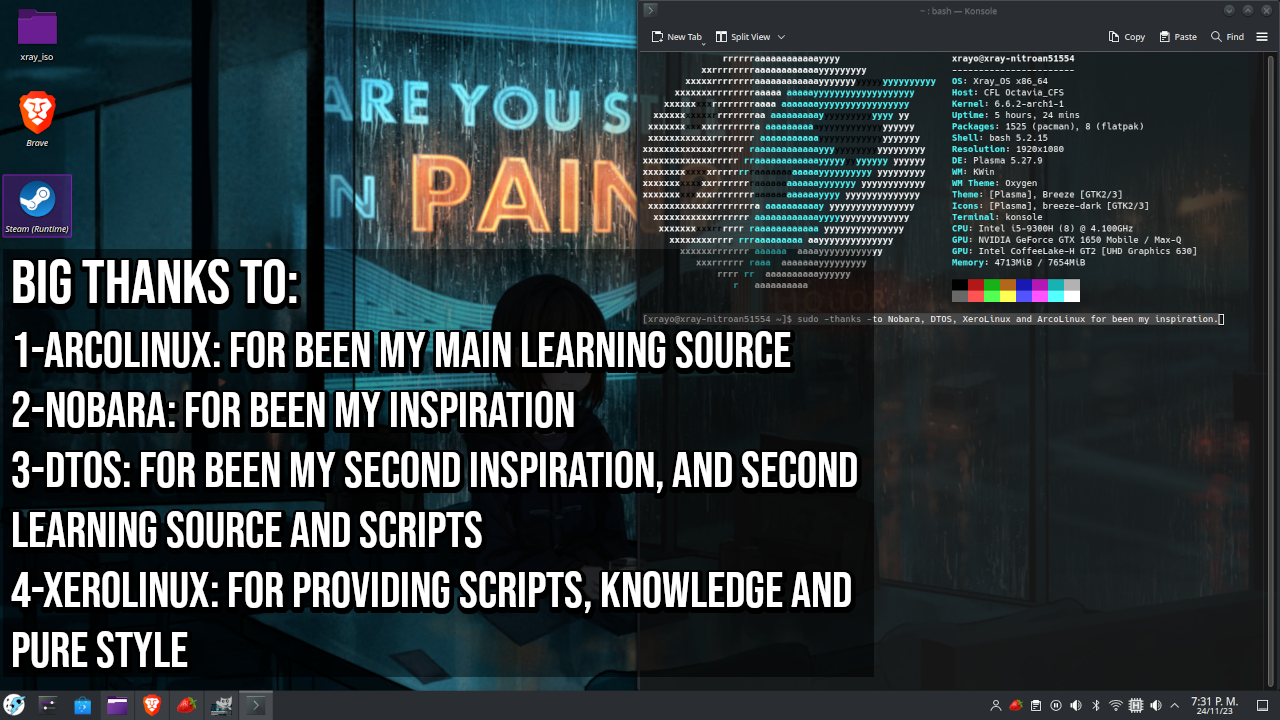 xray_iso
Brave
Steam (Runtime)
ARE YOU ST
N PAIN
~ : bash — Konsole
New Tab
Split View
Copy
Paste
Find
xrayo@xray-nitroan51554
-----------------------
OS: Xray_OS x86_64
Host: CFL Octavia_CFS
Kernel: 6.6.2-arch1-1
Uptime: 5 hours, 24 mins
Packages: 1525 (pacman), 8 (flatpak)
Shell: bash 5.2.15
Resolution: 1920x1080
DE: Plasma 5.27.9
WM: KWin
WM Theme: Oxygen
Theme: [Plasma], Breeze [GTK2/3]
Icons: [Plasma], breeze-dark [GTK2/3]
Terminal: konsole
CPU: Intel i5-9300H (8) @ 4.100GHz
GPU: NVIDIA GeForce GTX 1650 Mobile / Max-Q
GPU: Intel CoffeeLake-H GT2 [UHD Graphics 630]
Memory: 4713MiB / 7654MiB
[xrayo@xray-nitroan51554 ~]$ sudo -thanks -to Nobara, DTOS, XeroLinux and ArcoLinux for been my inspiration.
BIG THANKS TO:
1-ARCOLINUX: FOR BEEN MY MAIN LEARNING SOURCE
2-NOBARA: FOR BEEN MY INSPIRATION
3-DTOS: FOR BEEN MY SECOND INSPIRATION, AND SECOND
LEARNING SOURCE AND SCRIPTS
4-XEROLINUX: FOR PROVIDING SCRIPTS, KNOWLEDGE AND
PURE STYLE
7:31 P. M.
24/11/23